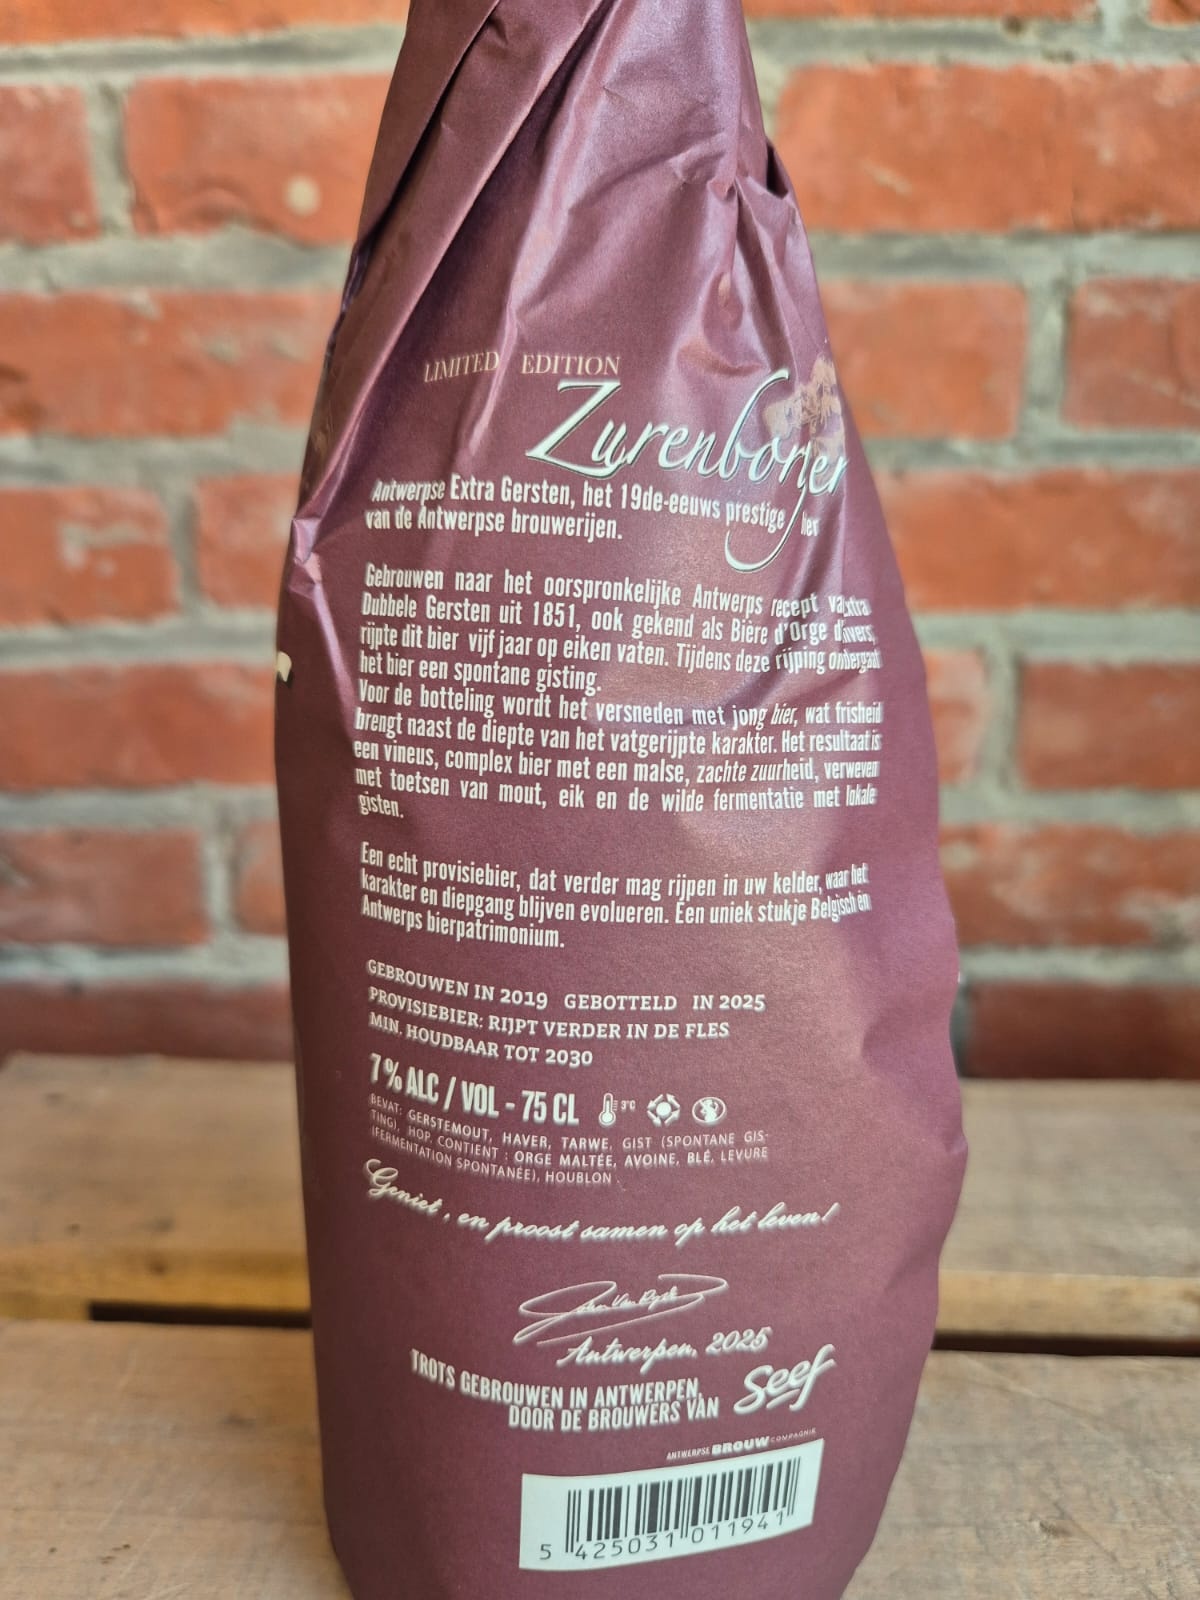 LIMITED EDITION
Zurenborger
Antwerpse Extra Gersten, het 19de-eeuws prestige
van de Antwerpse brouwerijen.
Gebrouwen naar het oorspronkelijke Antwerps recept
Dubbele Gersten uit 1851, ook gekend als Bière d'Orge
rijpte dit bier vijf jaar op eiken vaten. Tijdens deze rijping ondergaat
het bier een spontane gisting.
Voor de botteling wordt het versneden met jong bier, wat frisheid
brengt naast de diepte van het vatgerijpte karakter. Het resultaat is
een vineus, complex bier met een malse, zachte zuurheid, verweven
met toetsen van mout, eik en de wilde fermentatie met lokale
gisten.
Een echt provisiebier, dat verder mag rijpen in uw kelder, waar het
karakter en diepgang blijven evolueren. Een uniek stukje Belgisch en
Antwerps bierpatrimonium.
GEBROUWEN IN 2019 GEBOTTELD IN 2025
PROVISIEBIER: RIJPT VERDER IN DE FLES
MIN. HOUDBAAR TOT 2030
7% ALC / VOL - 75 CL 3°C
BEVAT: GERSTEMOUT, HAVER, TARWE, GIST (SPONTANE GIS-
TING), HOP. CONTIENT : ORGE MALTÉE, AVOINE, BLÉ, LEVURE
(FERMENTATION SPONTANÉE), HOUBLON.
Geniet, en proost samen op het leven!
Johan Van Dyck
Antwerpen, 2025
TROTS GEBROUWEN IN ANTWERPEN,
DOOR DE BROUWERS VAN Seef
ANTWERPSE BROUW COMPAGNIE
5 425031 011941